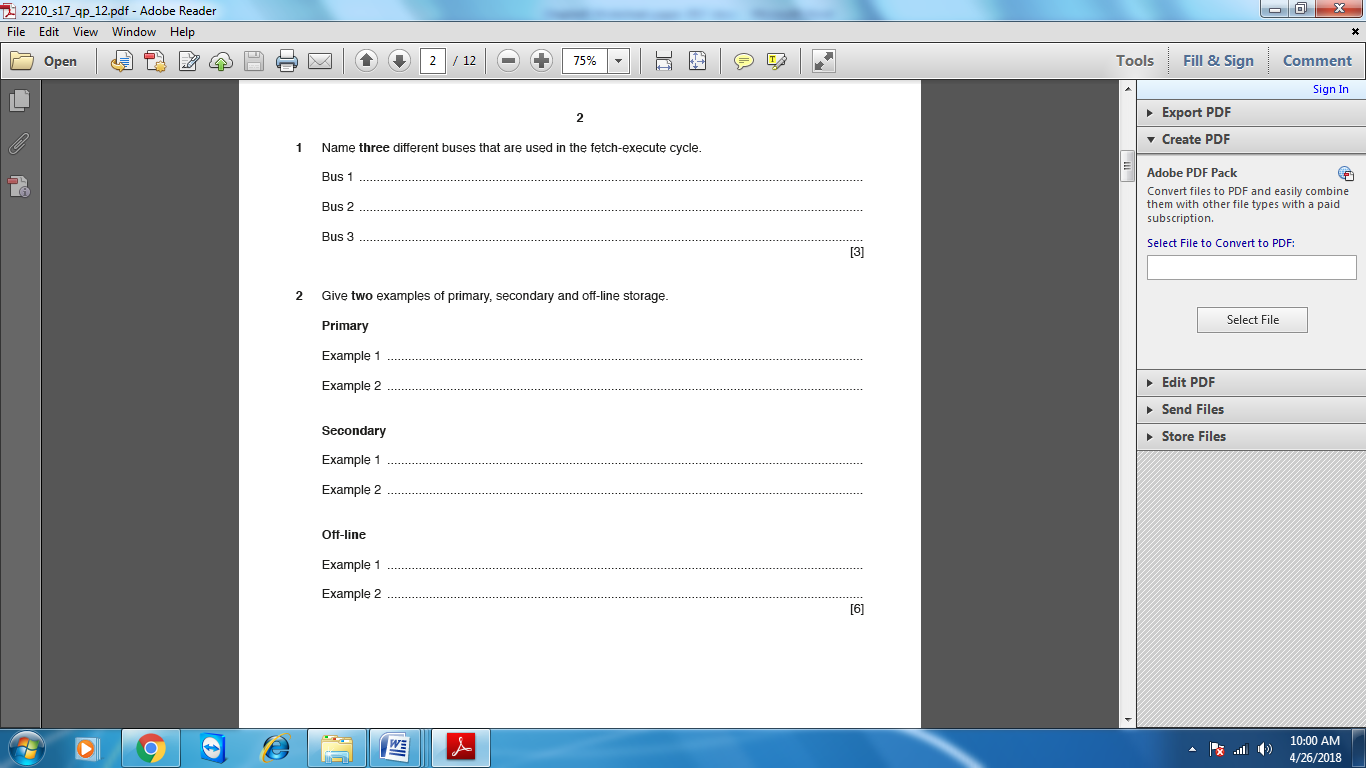 2210_s17_qp_12.pdf - Adobe Reader
File Edit View Window Help
Open 2 / 12 75% Tools Fill & Sign Comment
Sign In
Export PDF
Create PDF
Adobe PDF Pack
Convert files to PDF and easily combine
them with other file types with a paid
subscription.
Select File to Convert to PDF:
Select File
Edit PDF
Send Files
Store Files
2
1 Name three different buses that are used in the fetch-execute cycle.
Bus 1 ................................................................
Bus 2 ................................................................
Bus 3 ................................................................
[3]
2 Give two examples of primary, secondary and off-line storage.
Primary
Example 1 ................................................................
Example 2 ................................................................
Secondary
Example 1 ................................................................
Example 2 ................................................................
Off-line
Example 1 ................................................................
Example 2 ................................................................
[6]
10:00 AM
4/26/2018